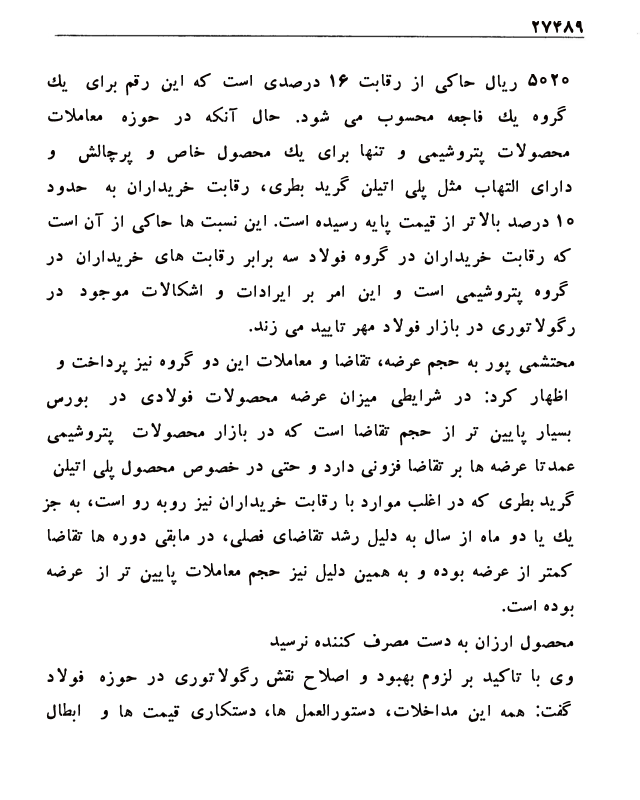 ۲۷۴۸۹
۵۰۲۰ ریال حاکی از رقابت ۱۶ درصدی است که این رقم برای یك
گروه یك فاجعه محسوب می شود. حال آنکه در حوزه معاملات
محصولات پتروشیمی و تنها برای یك محصول خاص و پرچالش و
دارای التهاب مثل پلی اتیلن گرید بطری، رقابت خریداران به حدود
۱۰ درصد بالاتر از قیمت پایه رسیده است. این نسبت ها حاکی از آن است
که رقابت خریداران در گروه فولاد سه برابر رقابت های خریداران در
گروه پتروشیمی است و این امر بر ایرادات و اشکالات موجود در
رگولاتوری در بازار فولاد مهر تایید می زند.
محتشمی پور به حجم عرضه، تقاضا و معاملات این دو گروه نیز پرداخت و
اظهار کرد: در شرایطی میزان عرضه محصولات فولادی در بورس
بسیار پایین تر از حجم تقاضا است که در بازار محصولات پتروشیمی
عمدتا عرضه ها بر تقاضا فزونی دارد و حتی در خصوص محصول پلی اتیلن
گرید بطری که در اغلب موارد با رقابت خریداران نیز روبه رو است، به جز
یك یا دو ماه از سال به دلیل رشد تقاضای فصلی، در مابقی دوره ها تقاضا
کمتر از عرضه بوده و به همین دلیل نیز حجم معاملات پایین تر از عرضه
بوده است.
محصول ارزان به دست مصرف کننده نرسید
وی با تاکید بر لزوم بهبود و اصلاح نقش رگولاتوری در حوزه فولاد
گفت: همه این مداخلات، دستورالعمل ها، دستکاری قیمت ها و ابطال